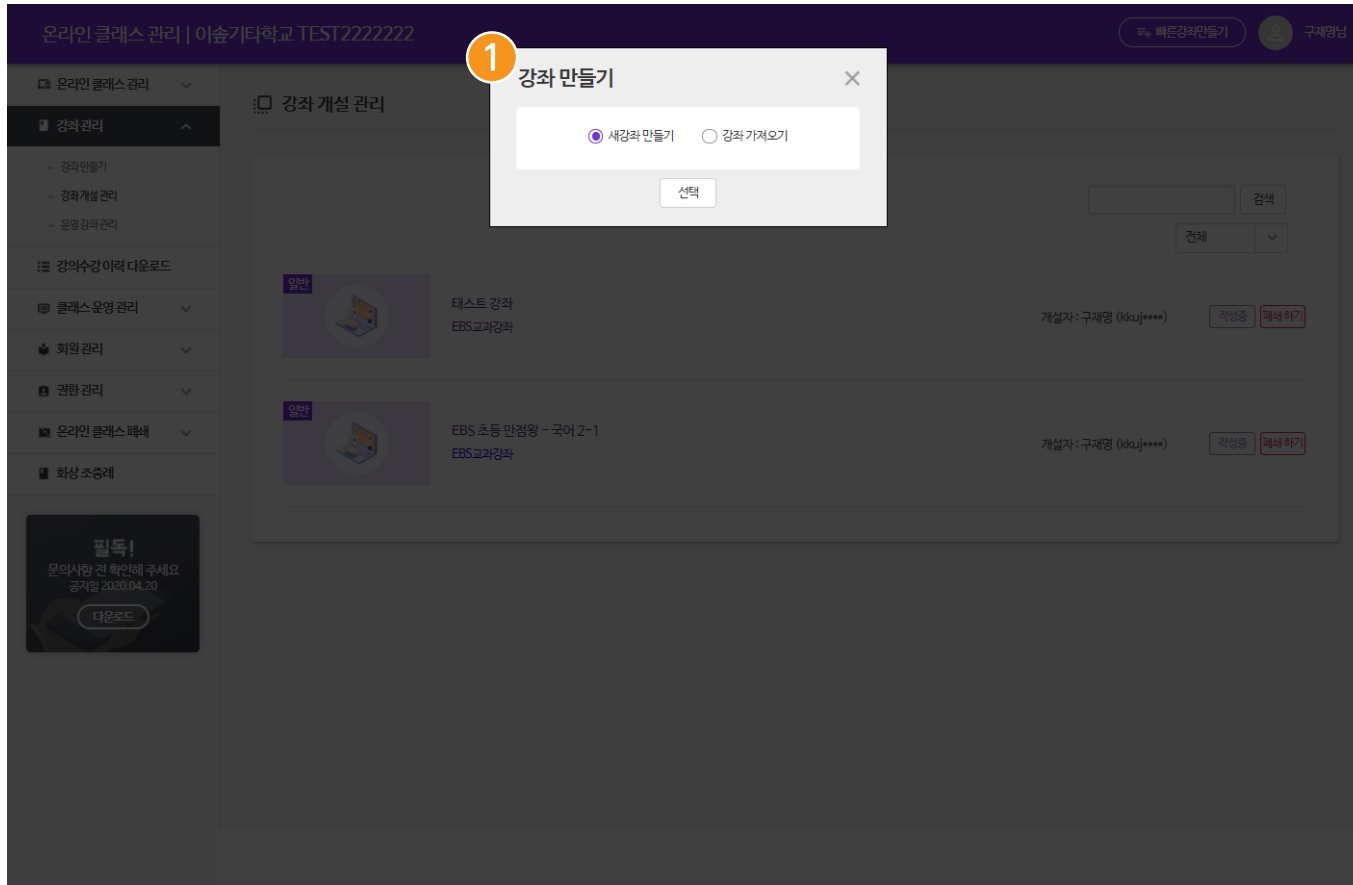 온라인 클래스 관리 | 이솦기타학교 TEST2222222
빠른강좌만들기
구재명님
1
강좌 만들기
새강좌 만들기
강좌 가져오기
선택
온라인 클래스 관리
강좌 관리
- 강좌만들기
- 강좌 개설 관리
- 운영 강좌 관리
강의수강 이력 다운로드
클래스 운영 관리
회원 관리
권한 관리
온라인 클래스 폐쇄
화상 조종례
필독!
문의사항 전 확인해 주세요
공지일 2020.04.20
다운로드
강좌 개설 관리
검색
전체
일반
태스트 강좌
EBS교과강좌
개설자 : 구재명 (kkuj****)
작성중
폐쇄 하기
일반
EBS 초등 만점왕 - 국어 2-1
EBS교과강좌
개설자 : 구재명 (kkuj****)
작성중
폐쇄 하기